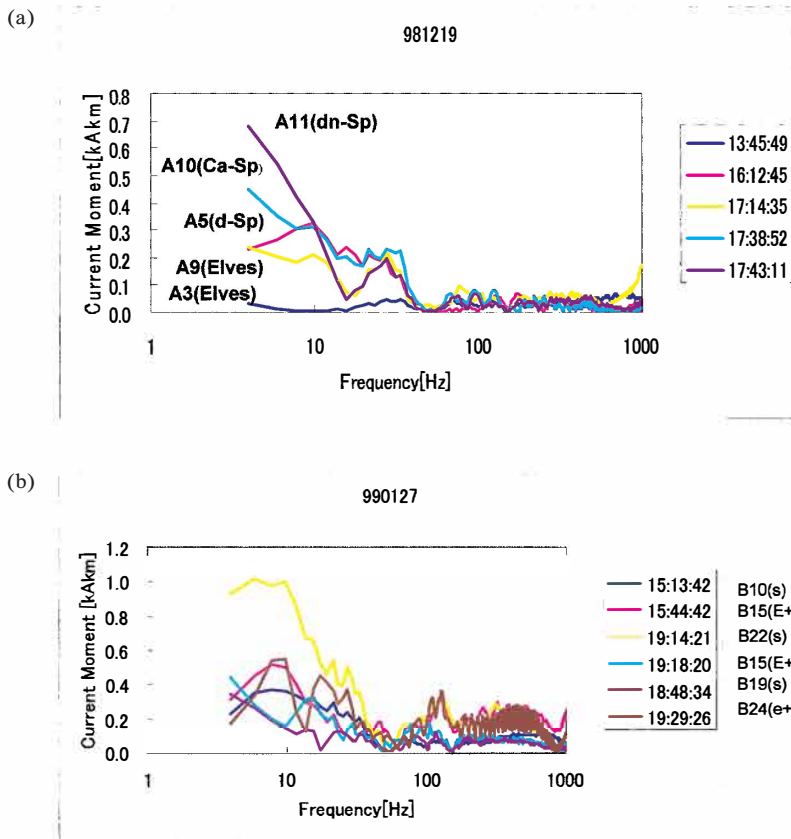 (a)
981219
Current Moment[kAkm]
0.8
0.7
0.6
0.5
0.4
0.3
0.2
0.1
0.0
A11(dn-Sp)
A10(Ca-Sp)
A5(d-Sp)
A9(Elves)
A3(Elves)
1
10
100
1000
Frequency[Hz]
13:45:49
16:12:45
17:14:35
17:38:52
17:43:11
(b)
990127
Current Moment [kAkm]
1.2
1.0
0.8
0.6
0.4
0.2
0.0
1
10
100
1000
Frequency[Hz]
15:13:42 B10(s)
15:44:42 B15(E+
19:14:21 B22(s)
19:18:20 B15(E+
18:48:34 B19(s)
19:29:26 B24(e+